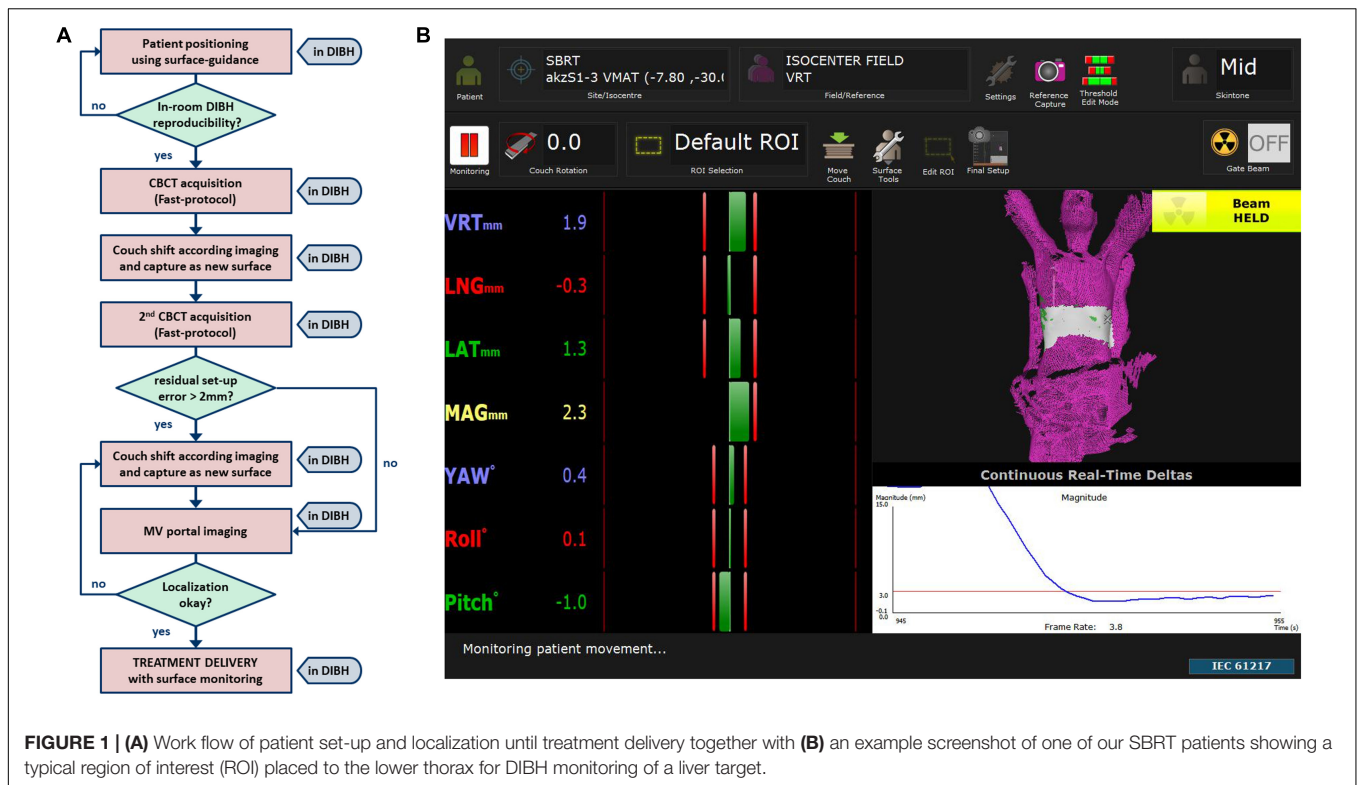 A
Patient positioning
using surface-guidance
in DIBH
no
In-room DIBH
reproducibility?
yes
CBCT acquisition
(Fast-protocol)
in DIBH
Couch shift according imaging
and capture as new surface
in DIBH
2nd CBCT acquisition
(Fast-protocol)
in DIBH
residual set-up
error > 2mm?
yes
no
Couch shift according imaging
and capture as new surface
in DIBH
MV portal imaging
in DIBH
no
Localization
okay?
yes
TREATMENT DELIVERY
with surface monitoring
in DIBH
B
Patient
SBRT
akzS1-3 VMAT (-7.80 ,-30.(
Site/Isocentre
ISOCENTER FIELD
VRT
Field/Reference
Settings
Reference
Capture
Threshold
Edit Mode
Mid
Skintone
Monitoring
0.0
Couch Rotation
Default ROI
ROI Selection
Move
Couch
Surface
Tools
Edit ROI
Final Setup
OFF
Gate Beam
VRTmm 1.9
LNGmm -0.3
LATmm 1.3
MAGmm 2.3
YAW° 0.4
Roll° 0.1
Pitch° -1.0
Beam
HELD
Continuous Real-Time Deltas
Magnitude (mm)
Magnitude
15.0
3.0
-0.1
0.0
945
Frame Rate: 3.8
955
Time (s)
Monitoring patient movement...
IEC 61217
FIGURE 1 | (A) Work flow of patient set-up and localization until treatment delivery together with (B) an example screenshot of one of our SBRT patients showing a
typical region of interest (ROI) placed to the lower thorax for DIBH monitoring of a liver target.